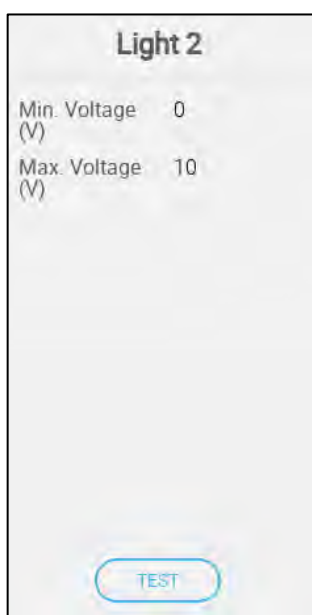 Light 2
Min. Voltage 0
(V)
Max. Voltage 10
(V)
TEST